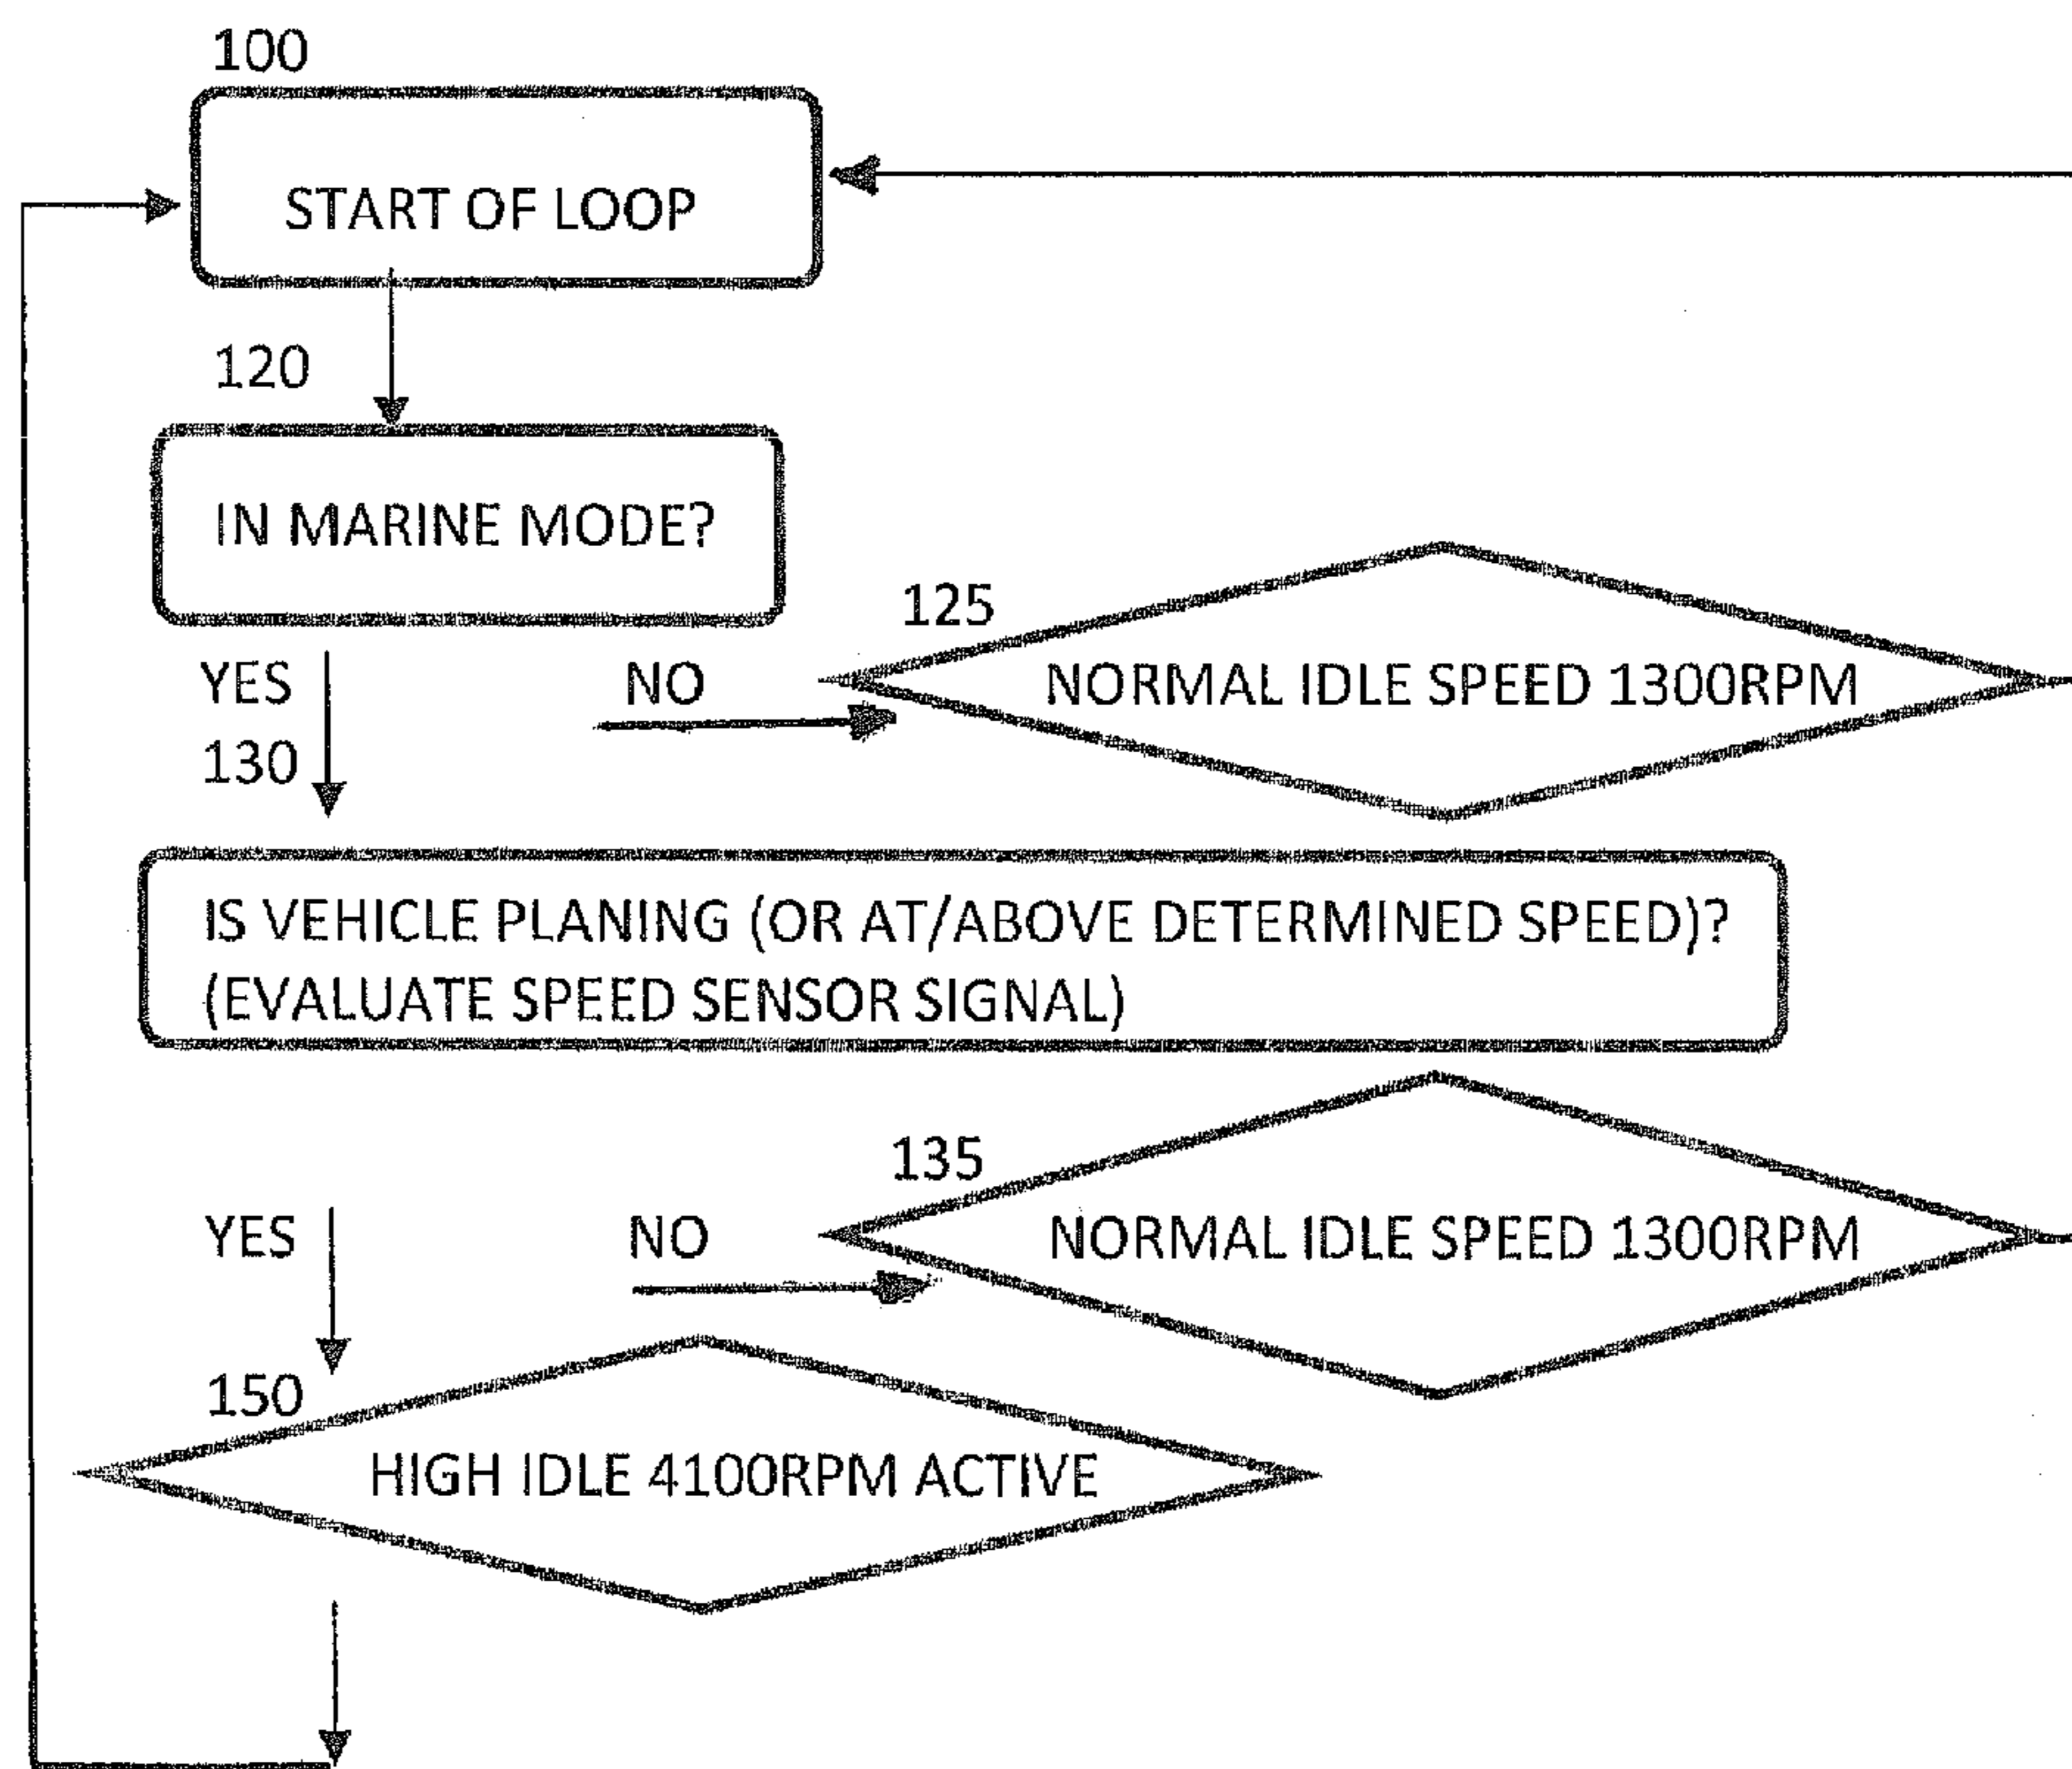 100
START OF LOOP
120
IN MARINE MODE?
125
NORMAL IDLE SPEED 1300RPM
YES
NO
130
IS VEHICLE PLANING (OR AT/ABOVE DETERMINED SPEED)?
(EVALUATE SPEED SENSOR SIGNAL)
135
NORMAL IDLE SPEED 1300RPM
YES
NO
150
HIGH IDLE 4100RPM ACTIVE